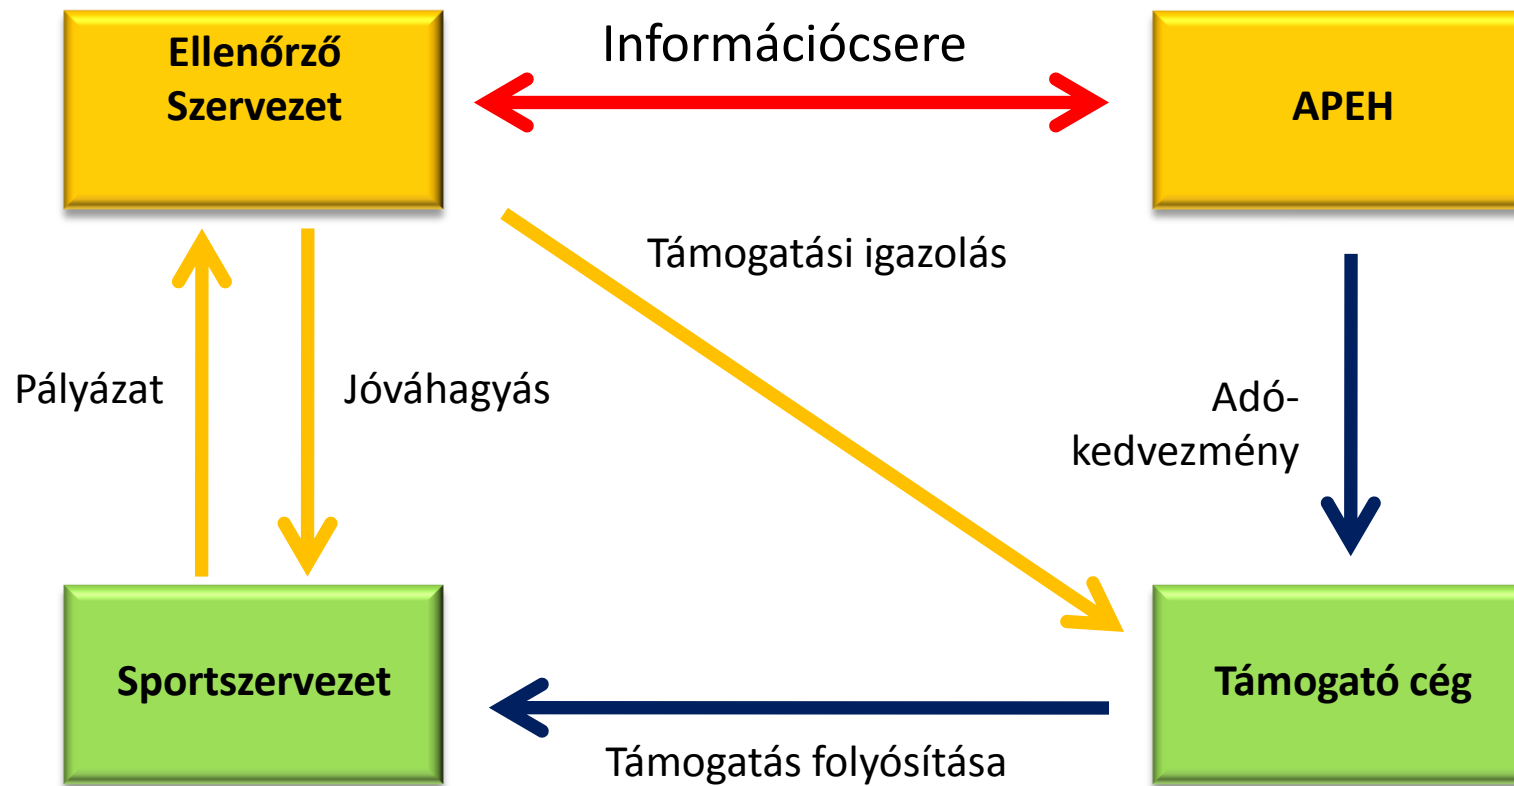 Ellenőrző
Szervezet
Információcsere
APEH
Támogatási igazolás
Pályázat
Jóváhagyás
Adó-
kedvezmény
Sportszervezet
Támogató cég
Támogatás folyósítása